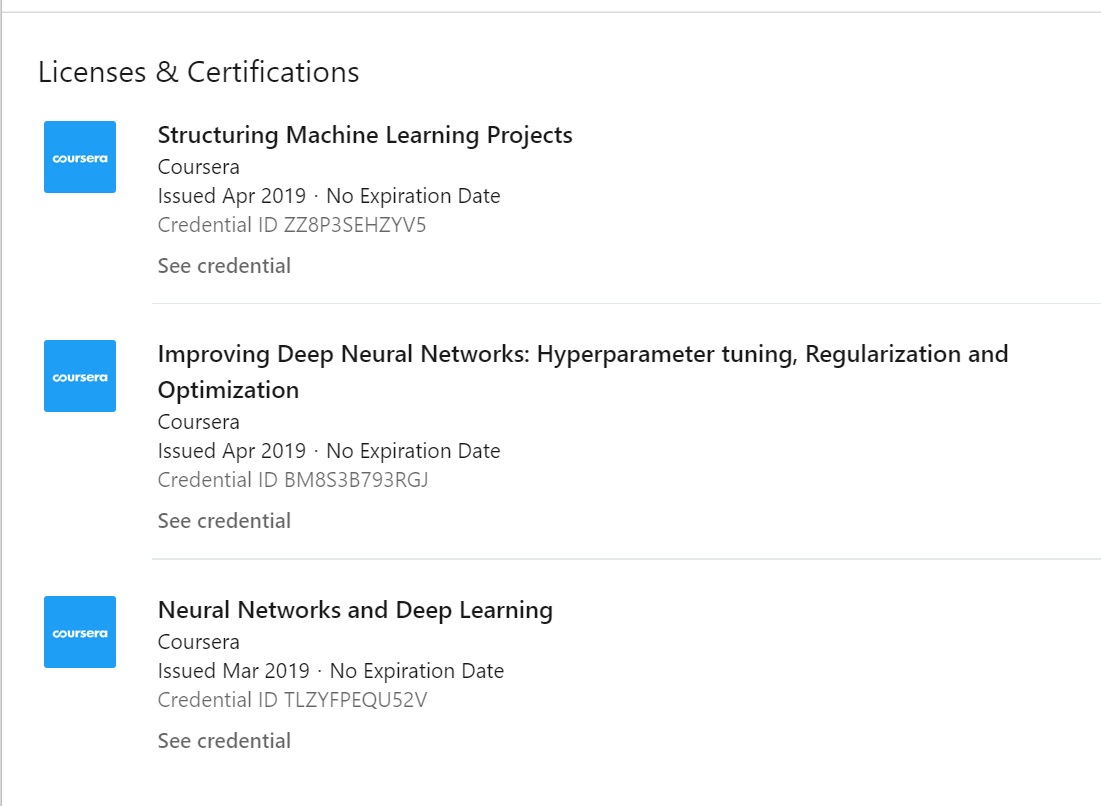 Licenses & Certifications
coursera
Structuring Machine Learning Projects
Coursera
Issued Apr 2019 · No Expiration Date
Credential ID ZZ8P3SEHZYV5
See credential
coursera
Improving Deep Neural Networks: Hyperparameter tuning, Regularization and
Optimization
Coursera
Issued Apr 2019 · No Expiration Date
Credential ID BM8S3B793RGJ
See credential
coursera
Neural Networks and Deep Learning
Coursera
Issued Mar 2019 · No Expiration Date
Credential ID TLZYFPEQU52V
See credential